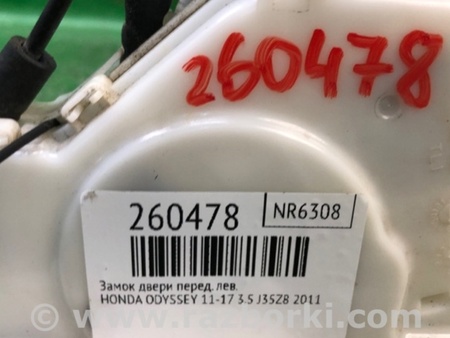 260478
260478
NR6308
Замок двери перед. лев.
HONDA ODYSSEY 11-17 3.5 J35Z8 2011
© www.razborki.com